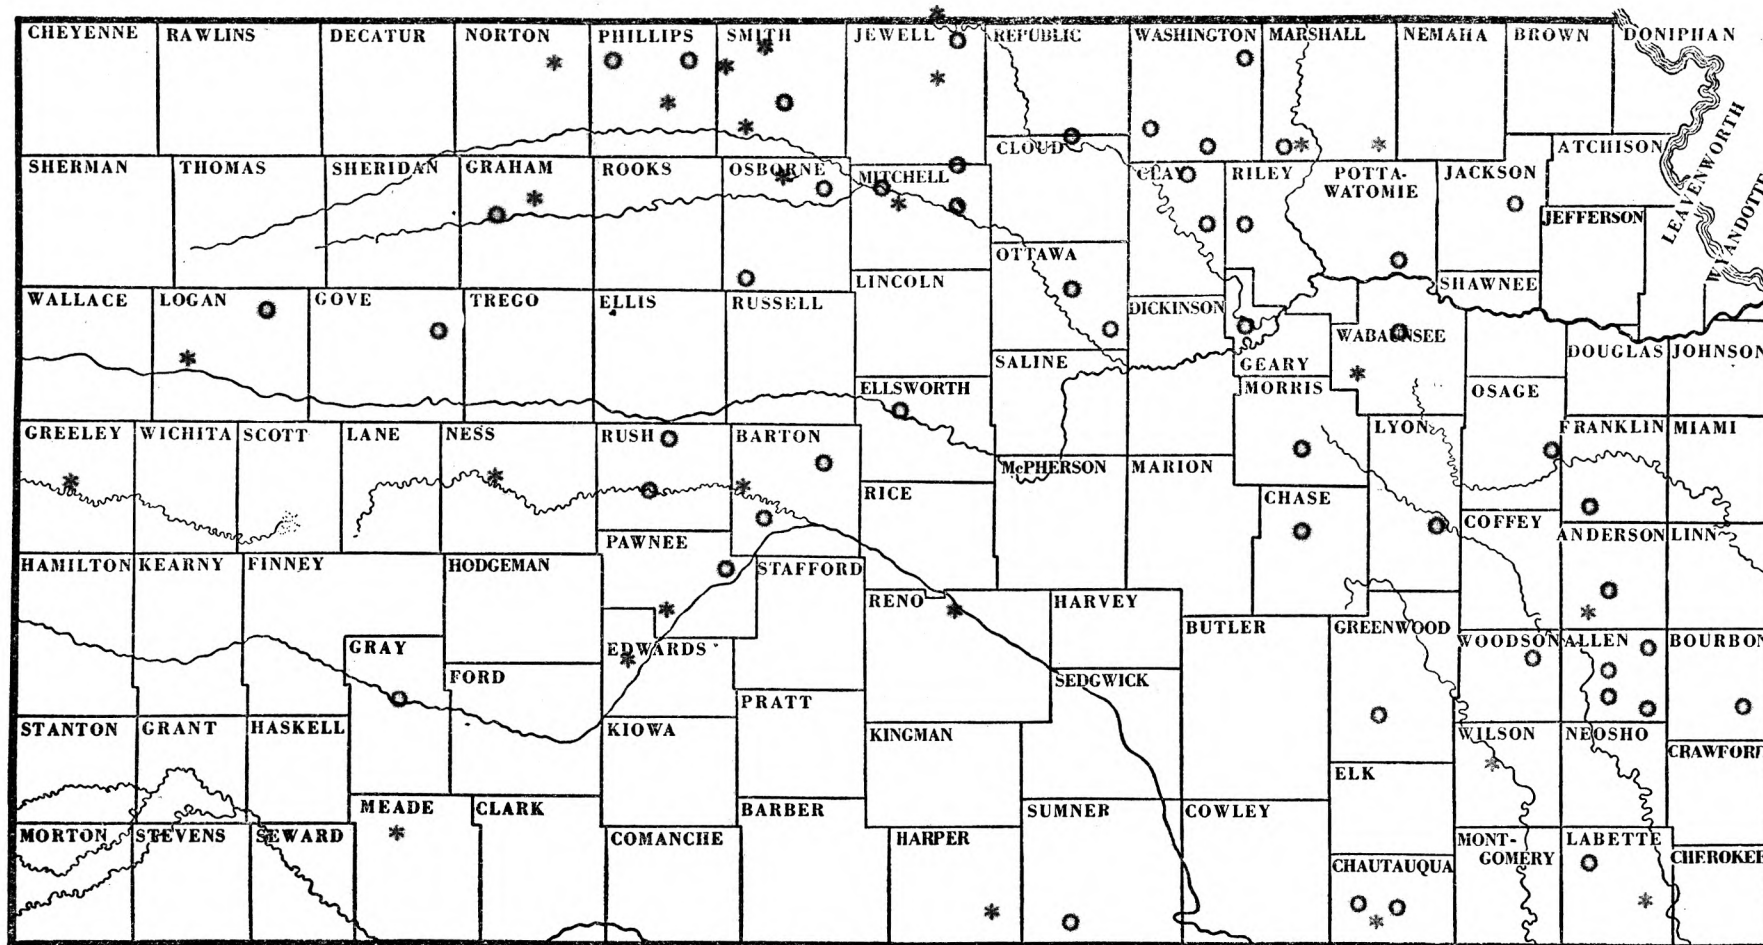 CHEYENNE RAWLINS DECATUR NORTON PHILLIPS SMITH JEWELL REPUBLIC WASHINGTON MARSHALL NEMAHA BROWN DONIPHAN
SHERMAN THOMAS SHERIDAN GRAHAM ROOKS OSBORNE MITCHELL CLOUD CLAY RILEY POTTA-
WATOMIE JACKSON ATCHISON
JEFFERSON LEAVENWORTH WYANDOTTE
WALLACE LOGAN GOVE TREGO ELLIS RUSSELL LINCOLN OTTAWA DICKINSON SHAWNEE
WABAUNSEE
SALINE GEARY DOUGLAS JOHNSON
ELLSWORTH MORRIS OSAGE
GREELEY WICHITA SCOTT LANE NESS RUSH BARTON LYON FRANKLIN MIAMI
McPHERSON MARION
RICE CHASE
PAWNEE COFFEY ANDERSON LINN
HAMILTON KEARNY FINNEY HODGEMAN STAFFORD
RENO HARVEY BUTLER GREENWOOD
GRAY EDWARDS WOODSON ALLEN BOURBON
FORD SEDGWICK
PRATT
STANTON GRANT HASKELL KIOWA KINGMAN WILSON NEOSHO
CRAWFORD
ELK
MEADE CLARK BARBER SUMNER COWLEY
MORTON STEVENS SEWARD COMANCHE HARPER MONT-
GOMERY LABETTE
CHAUTAUQUA CHEROKEE